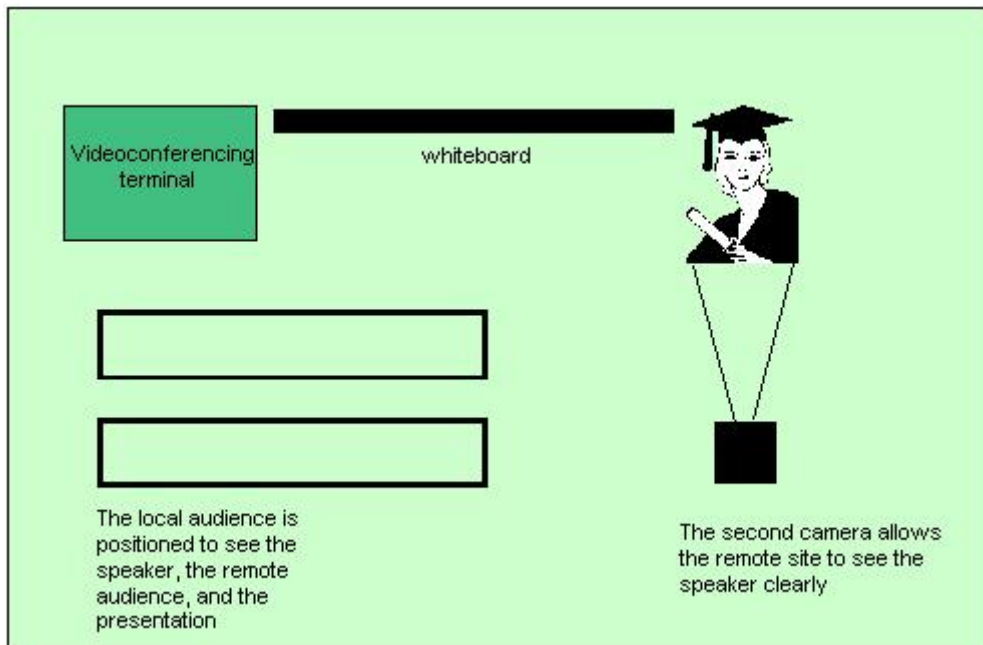 Videoconferencing
terminal
whiteboard
The local audience is
positioned to see the
speaker, the remote
audience, and the
presentation
The second camera allows
the remote site to see the
speaker clearly